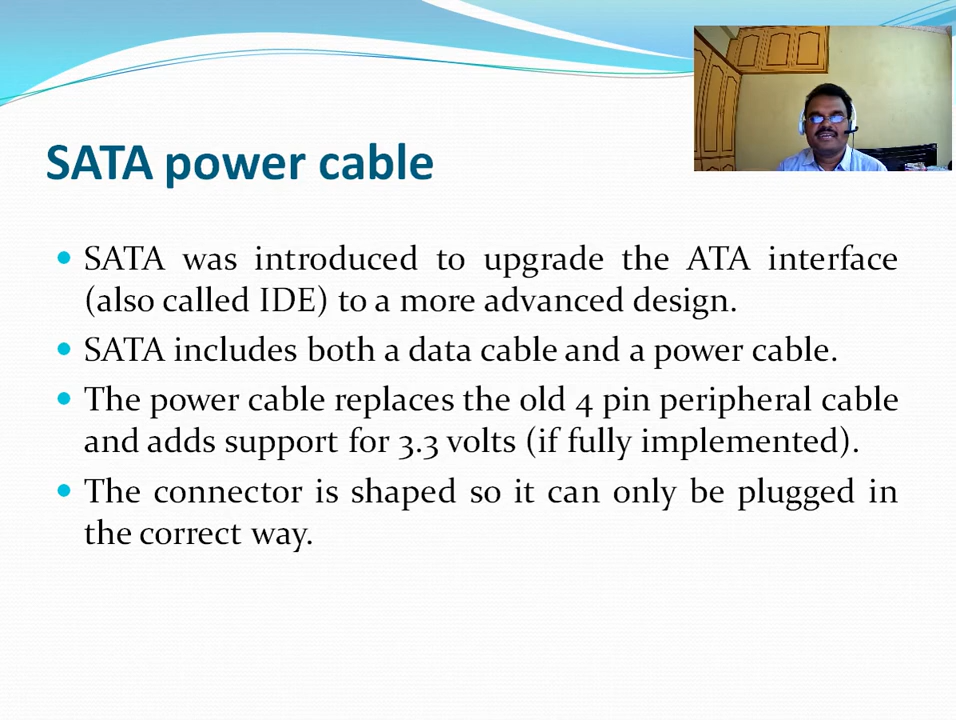 SATA power cable
SATA was introduced to upgrade the ATA interface
(also called IDE) to a more advanced design.
SATA includes both a data cable and a power cable.
The power cable replaces the old 4 pin peripheral cable
and adds support for 3.3 volts (if fully implemented).
The connector is shaped so it can only be plugged in
the correct way.